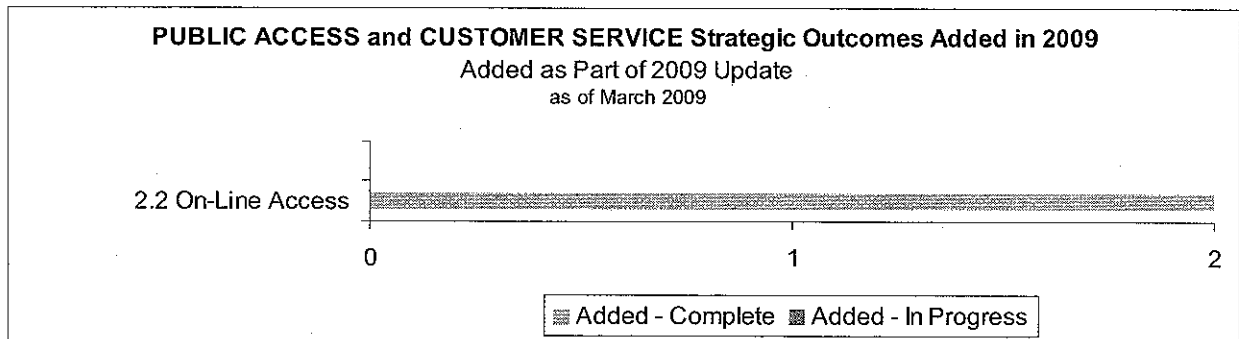 PUBLIC ACCESS and CUSTOMER SERVICE Strategic Outcomes Added in 2009
Added as Part of 2009 Update
as of March 2009
2.2 On-Line Access
0 1 2
Added - Complete Added - In Progress